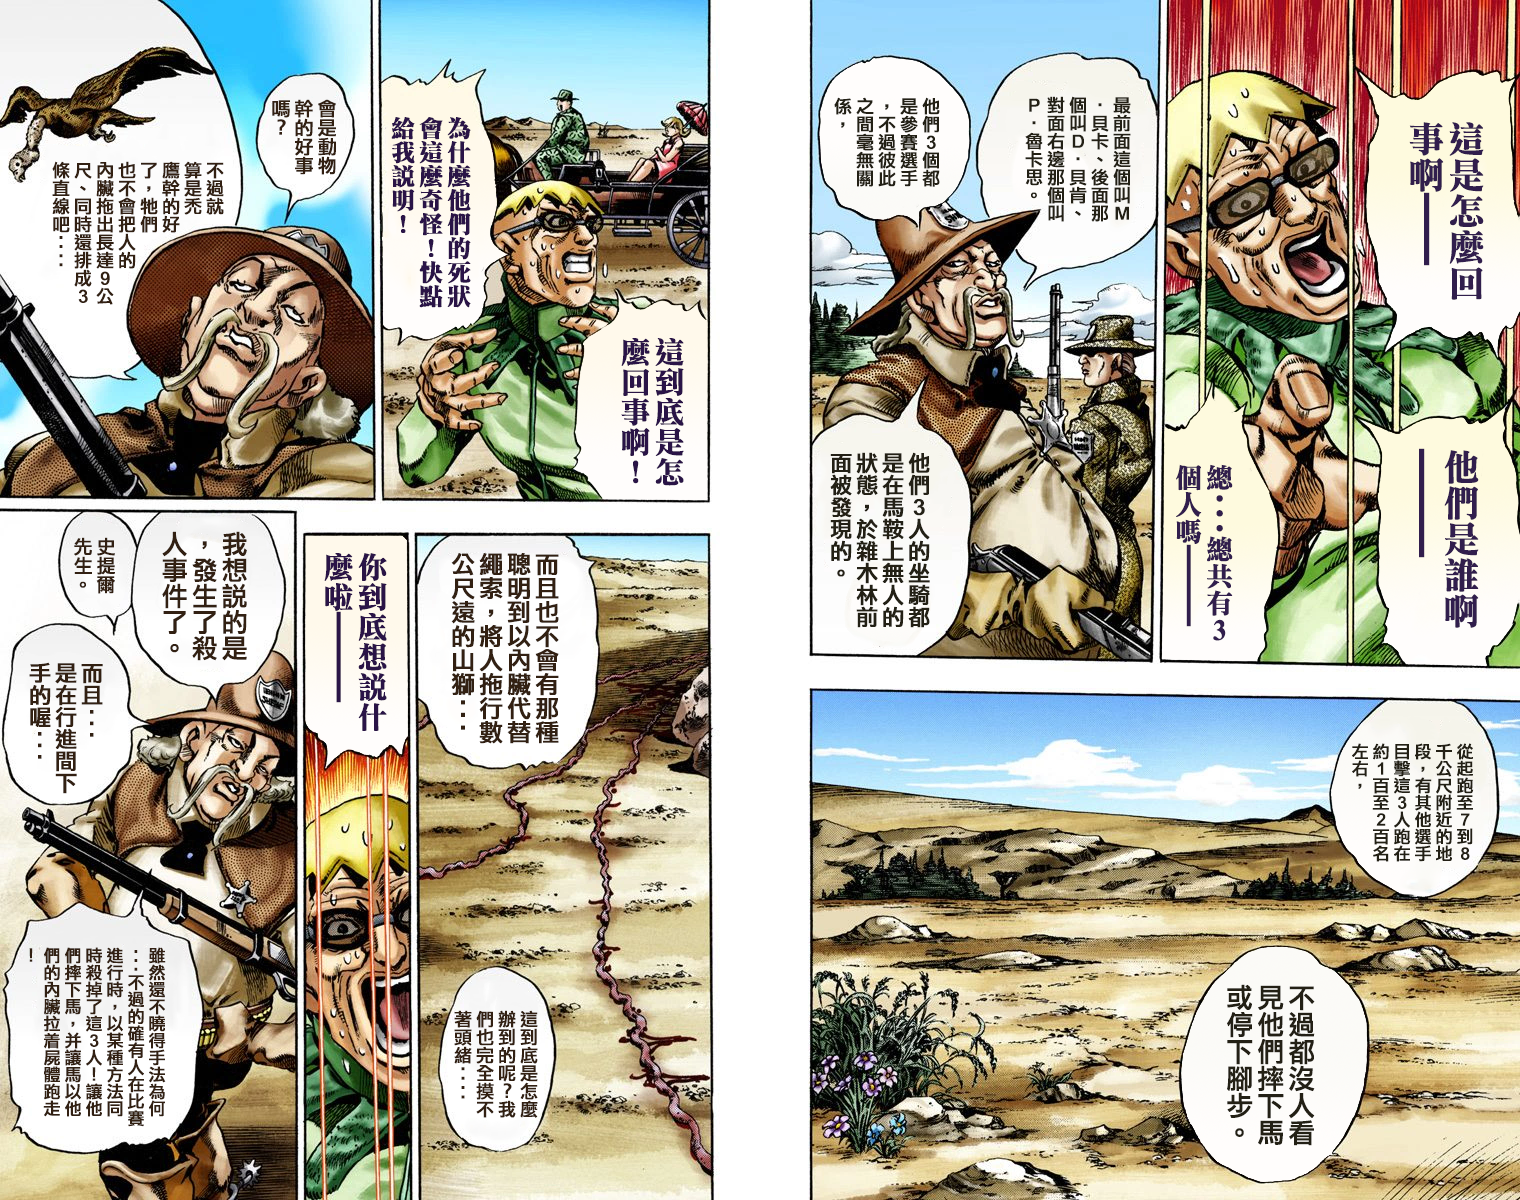 這是怎麼回
事啊——
他們是誰啊
——
總...總共有3
個人嗎——
最前面這個叫M
·貝卡、後面那
個叫D·貝肯、
對面右邊那個叫
P·魯卡思。
他們3個都
是參賽選手
,不過彼此
之間毫無關
係,
他們3人的坐騎都
是在馬鞍上無人的
狀態,於雜木林前
面被發現的。
從起跑至7到8
千公尺附近的地
段,有其他選手
目擊這3人跑在
約1百至2百名
左右,
不過都沒人看
見他們摔下馬
或停下腳步。
為什麼他們的死狀
會這麼奇怪!快點
給我說明!
這到底是怎
麼回事啊!
會是動物
幹的好事
嗎?
不過就
算是禿
鷹幹的好
了,牠們
也不會把人的
內臟拖出長達9公
尺、同時還排成3
條直線吧....
而且也不會有那種
聰明到以內臟代替
繩索,將人拖行數
公尺遠的山獅...
這到底是怎麼
辦到的呢?我
們也完全摸不
著頭緒....
你到底想說什
麼啦——
我想說的是
,發生了殺
人事件了。
史提爾
先生。
而且...
是在行進間下
手的喔...
雖然還不曉得手法為何
...不過的確有人在比賽
進行時,以某種方法同
時殺掉了這3人!讓他
們摔下馬,并讓馬以他
們的內臟拉着屍體跑走
!